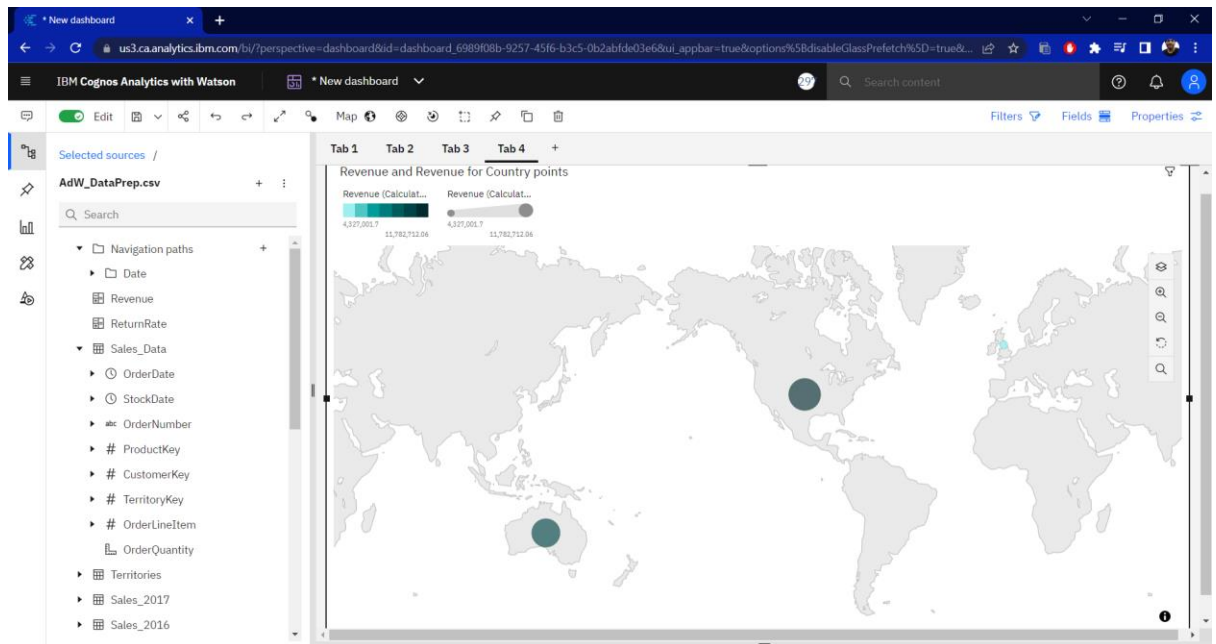 * New dashboard
us3.ca.analytics.ibm.com/bi/?perspective=dashboard&id=dashboard_6989f08b-9257-45f6-b3c5-0b2abfde03e6&ui_appbar=true&options%5BdisableGlassPrefetch%5D=true&...
IBM Cognos Analytics with Watson
* New dashboard
Search content
Edit
Map
Filters
Fields
Properties
Selected sources /
Tab 1 Tab 2 Tab 3 Tab 4 +
AdW_DataPrep.csv
Search
Navigation paths
Date
Revenue
ReturnRate
Sales_Data
OrderDate
StockDate
abc OrderNumber
# ProductKey
# CustomerKey
# TerritoryKey
# OrderLineItem
OrderQuantity
Territories
Sales_2017
Sales_2016
Revenue and Revenue for Country points
Revenue (Calculat... Revenue (Calculat...
4,327,001.7 4,327,001.7
11,782,712.06 11,782,712.06